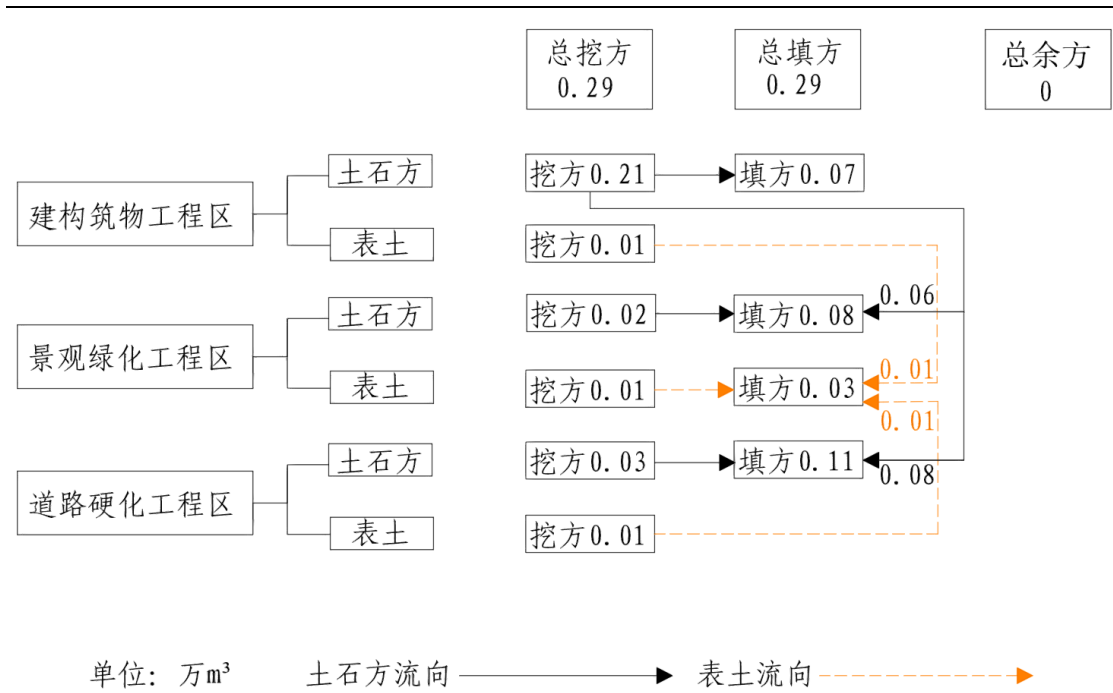 总挖方
0.29
总填方
0.29
总余方
0
建构筑物工程区
土石方
挖方0.21
填方0.07
表土
挖方0.01
景观绿化工程区
土石方
挖方0.02
填方0.08
0.06
表土
挖方0.01
填方0.03
0.01
0.01
道路硬化工程区
土石方
挖方0.03
填方0.11
0.08
表土
挖方0.01
单位：万m³
土石方流向
表土流向